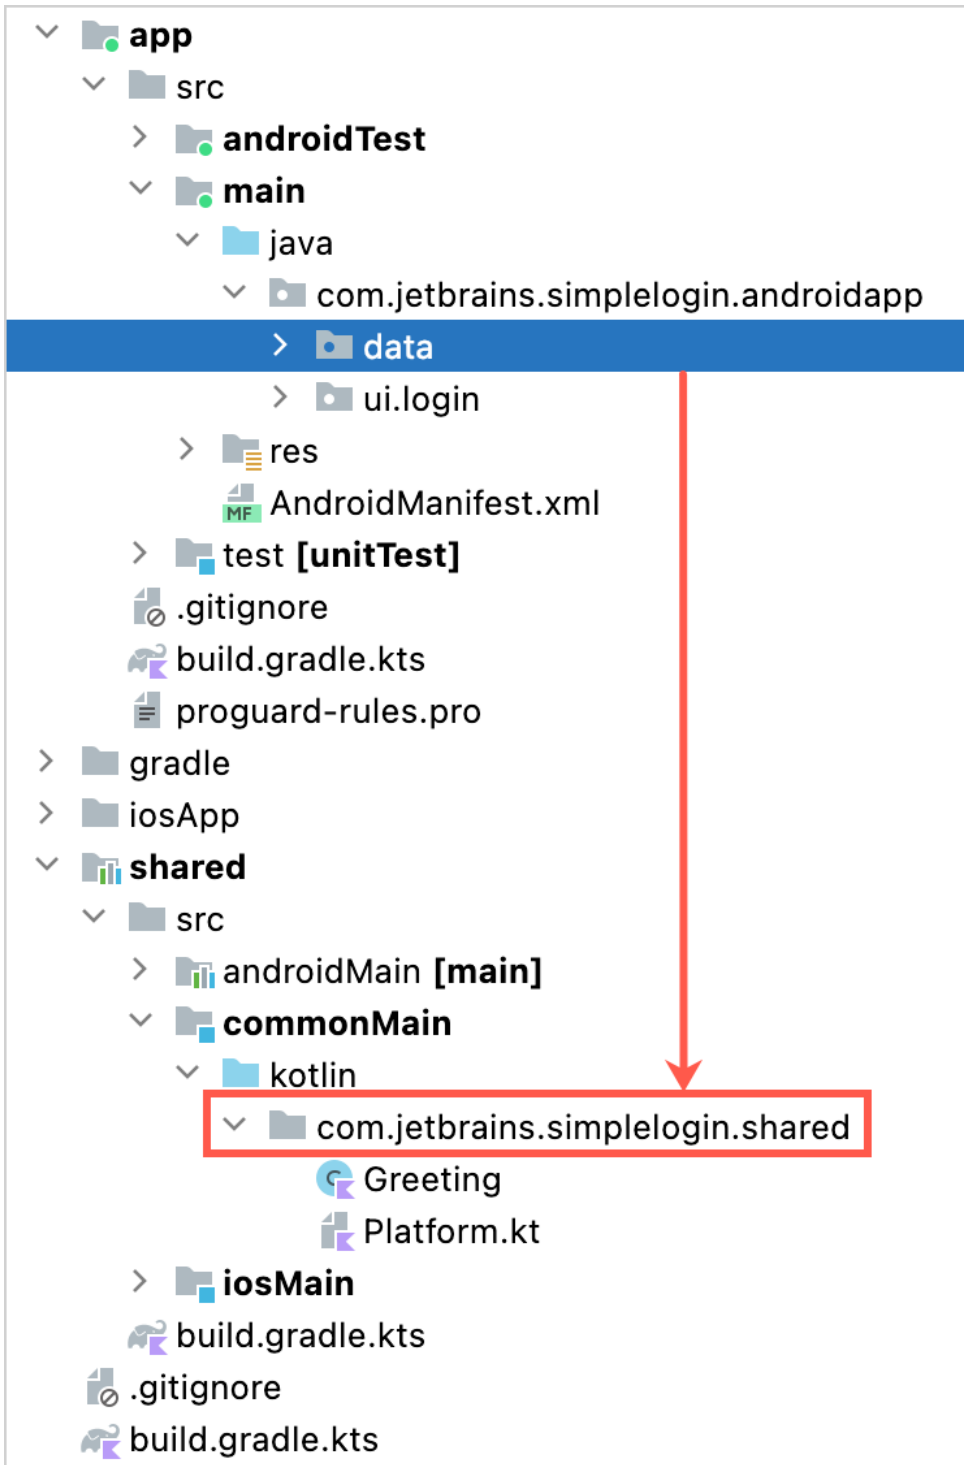 app
src
androidTest
main
java
com.jetbrains.simplelogin.androidapp
data
ui.login
res
MF AndroidManifest.xml
test [unitTest]
.gitignore
build.gradle.kts
proguard-rules.pro
gradle
iosApp
shared
src
androidMain [main]
commonMain
kotlin
com.jetbrains.simplelogin.shared
C Greeting
Platform.kt
iosMain
build.gradle.kts
.gitignore
build.gradle.kts